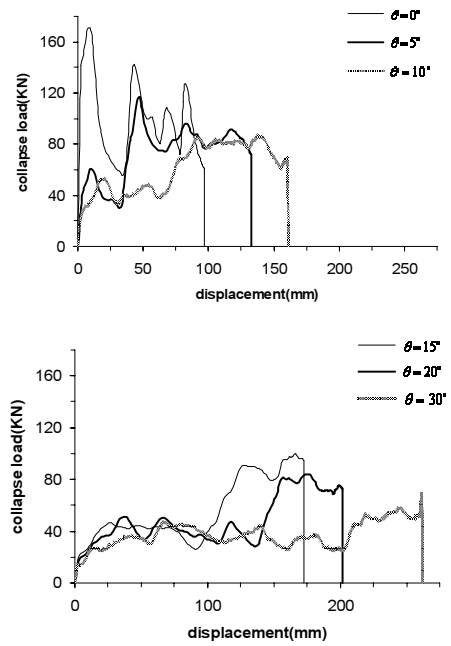 θ=0°
θ=5°
θ=10°
collapse load(KN)
160
120
80
40
0
0
50
100
150
200
250
displacement(mm)
θ=15°
θ=20°
θ=30°
collapse load(KN)
160
120
80
40
0
0
100
200
displacement(mm)